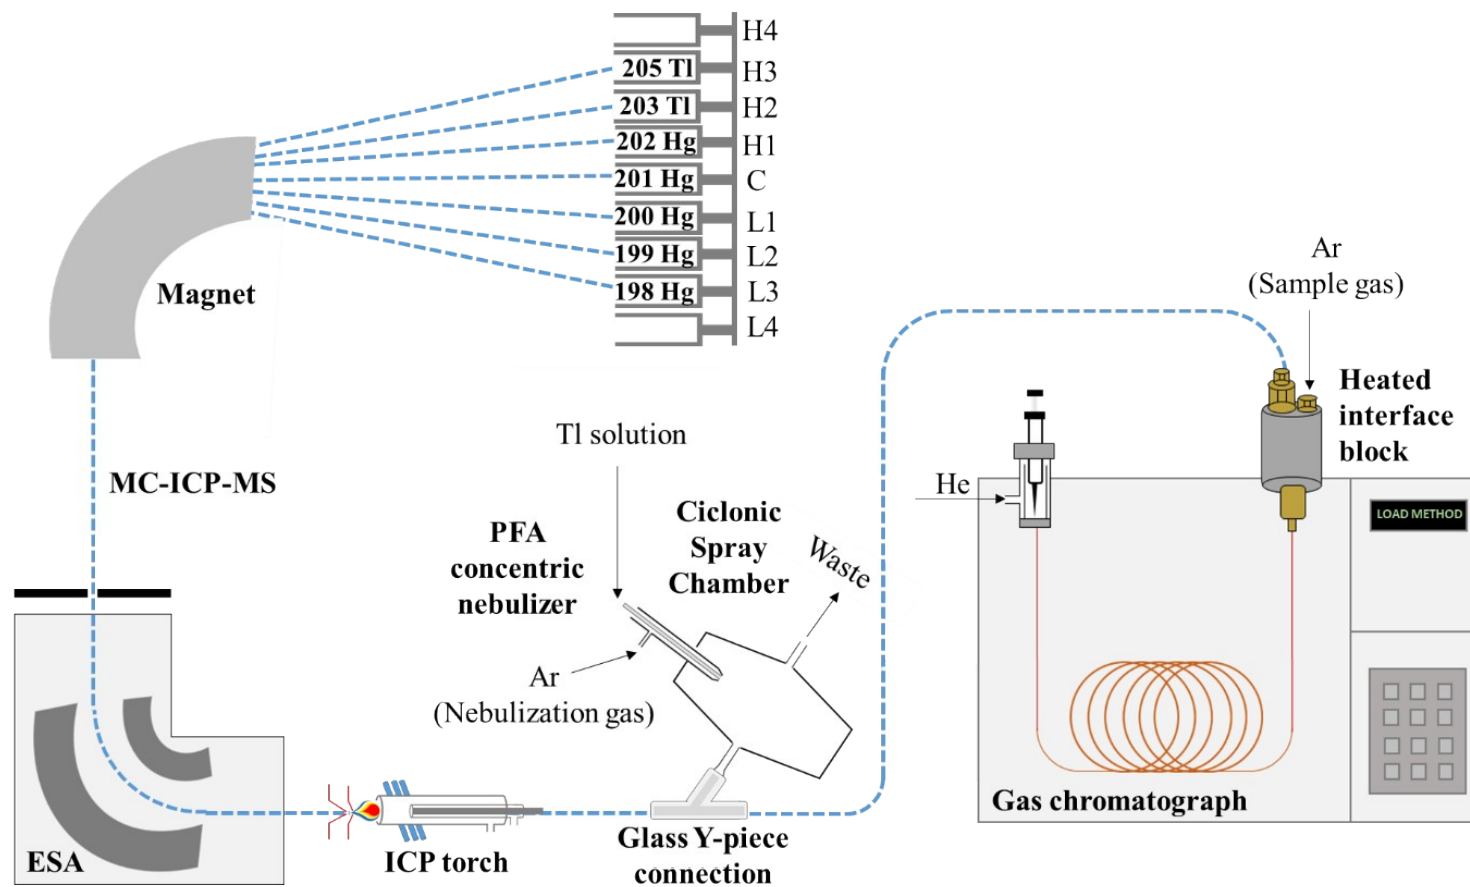 H4
205 Tl H3
203 Tl H2
202 Hg H1
201 Hg C
200 Hg L1
199 Hg L2
198 Hg L3
L4
Magnet
MC-ICP-MS
ESA
ICP torch
Tl solution
PFA
concentric
nebulizer
Ar
(Nebulization gas)
Ciclonic
Spray
Chamber
Waste
Glass Y-piece
connection
Ar
(Sample gas)
Heated
interface
block
He
LOAD METHOD
Gas chromatograph